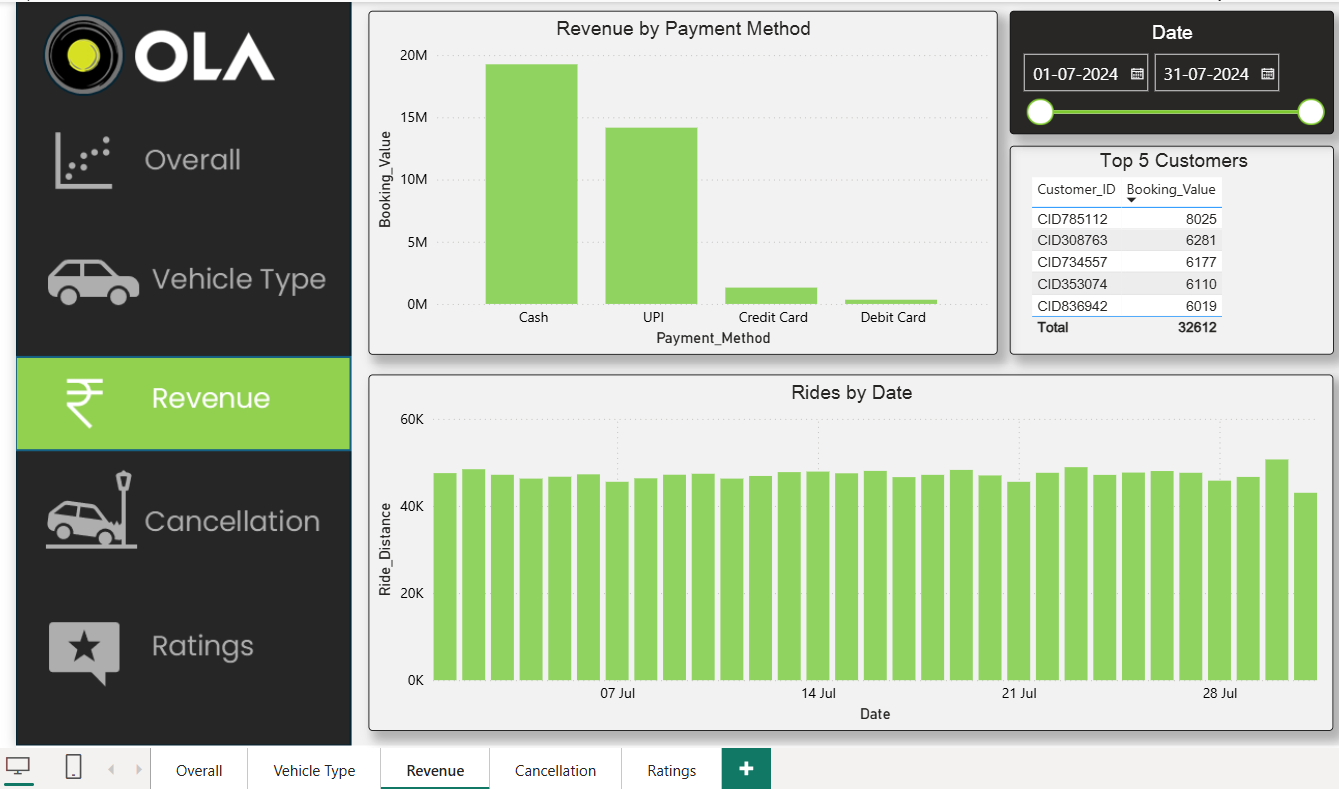 OLA
Overall
Vehicle Type
Revenue
Cancellation
Ratings
Revenue by Payment Method
Booking_Value
20M
15M
10M
5M
0M
Cash UPI Credit Card Debit Card
Payment_Method
Date
01-07-2024 31-07-2024
Top 5 Customers
Customer_ID Booking_Value
CID785112 8025
CID308763 6281
CID734557 6177
CID353074 6110
CID836942 6019
Total 32612
Rides by Date
Ride_Distance
60K
40K
20K
0K
07 Jul 14 Jul 21 Jul 28 Jul
Date
Overall Vehicle Type Revenue Cancellation Ratings +